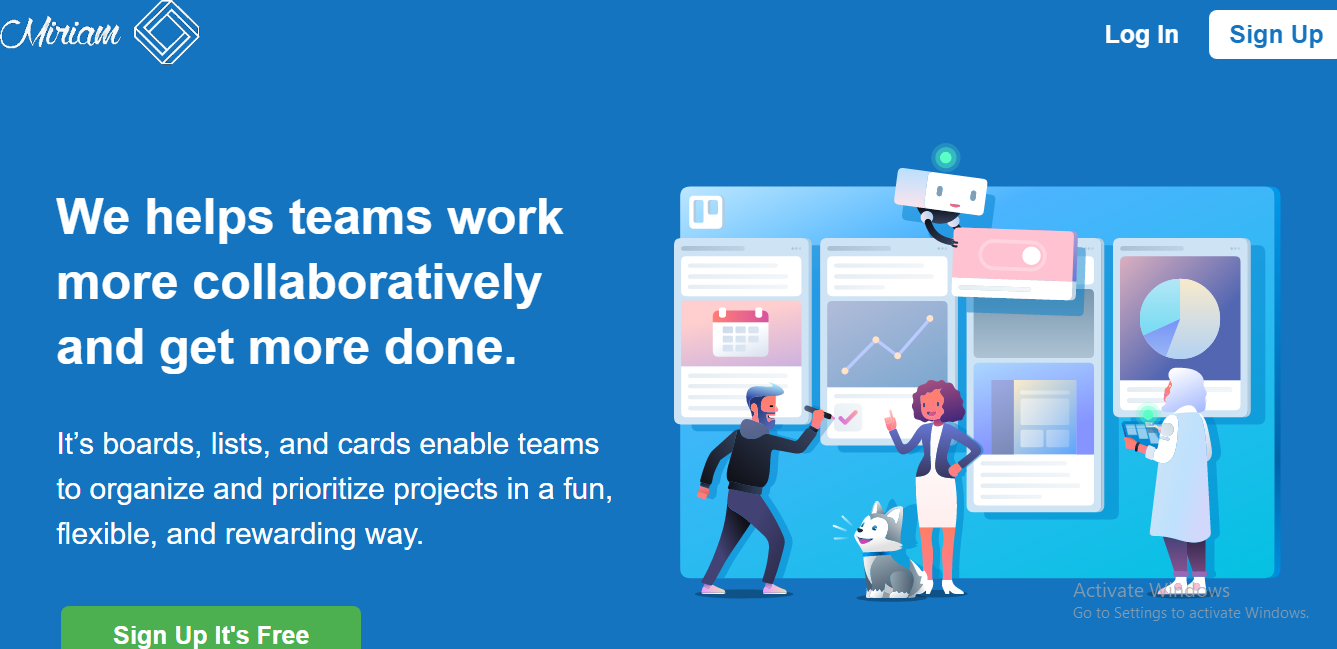 Miriam
Log In
Sign Up
We helps teams work
more collaboratively
and get more done.
It’s boards, lists, and cards enable teams
to organize and prioritize projects in a fun,
flexible, and rewarding way.
Sign Up It's Free
Activate Windows
Go to Settings to activate Windows.